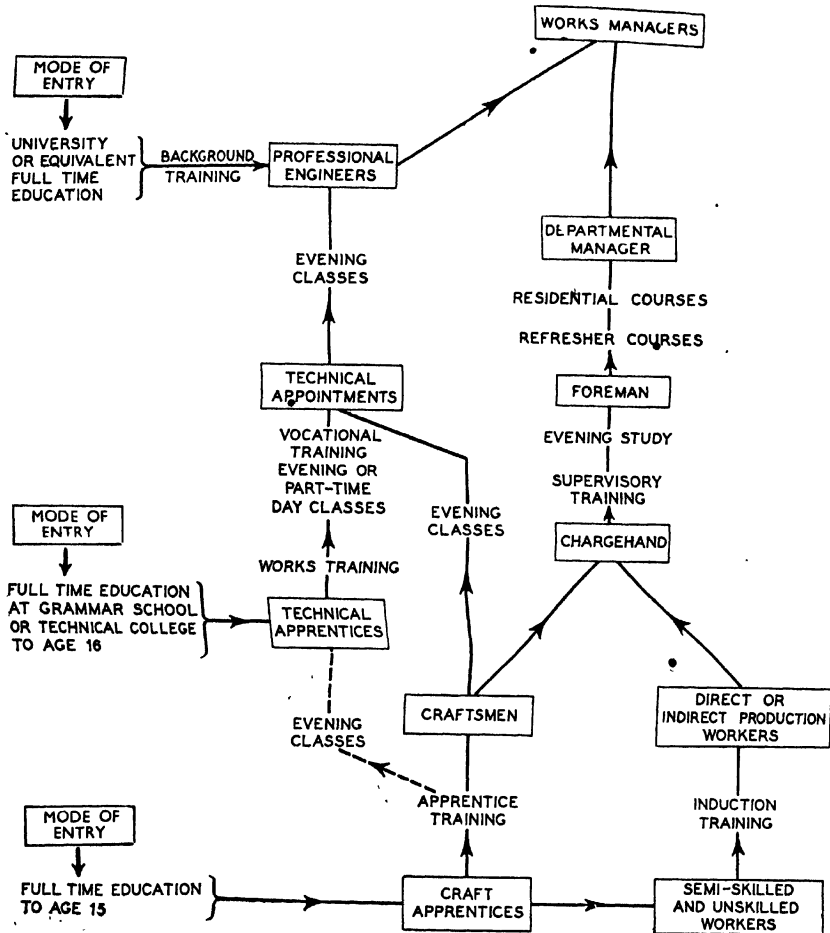 WORKS MANAGERS
MODE OF
ENTRY
UNIVERSITY
OR EQUIVALENT
FULL TIME
EDUCATION
BACKGROUND
TRAINING
PROFESSIONAL
ENGINEERS
DEPARTMENTAL
MANAGER
EVENING
CLASSES
RESIDENTIAL COURSES
REFRESHER COURSES
TECHNICAL
APPOINTMENTS
FOREMAN
VOCATIONAL
TRAINING
EVENING OR
PART-TIME
DAY CLASSES
EVENING STUDY
SUPERVISORY
TRAINING
EVENING
CLASSES
MODE OF
ENTRY
CHARGEHAND
WORKS TRAINING
FULL TIME EDUCATION
AT GRAMMAR SCHOOL
OR TECHNICAL COLLEGE
TO AGE 16
TECHNICAL
APPRENTICES
CRAFTSMEN
DIRECT OR
INDIRECT PRODUCTION
WORKERS
EVENING
CLASSES
APPRENTICE
TRAINING
INDUCTION
TRAINING
MODE OF
ENTRY
FULL TIME EDUCATION
TO AGE 15
CRAFT
APPRENTICES
SEMI-SKILLED
AND UNSKILLED
WORKERS